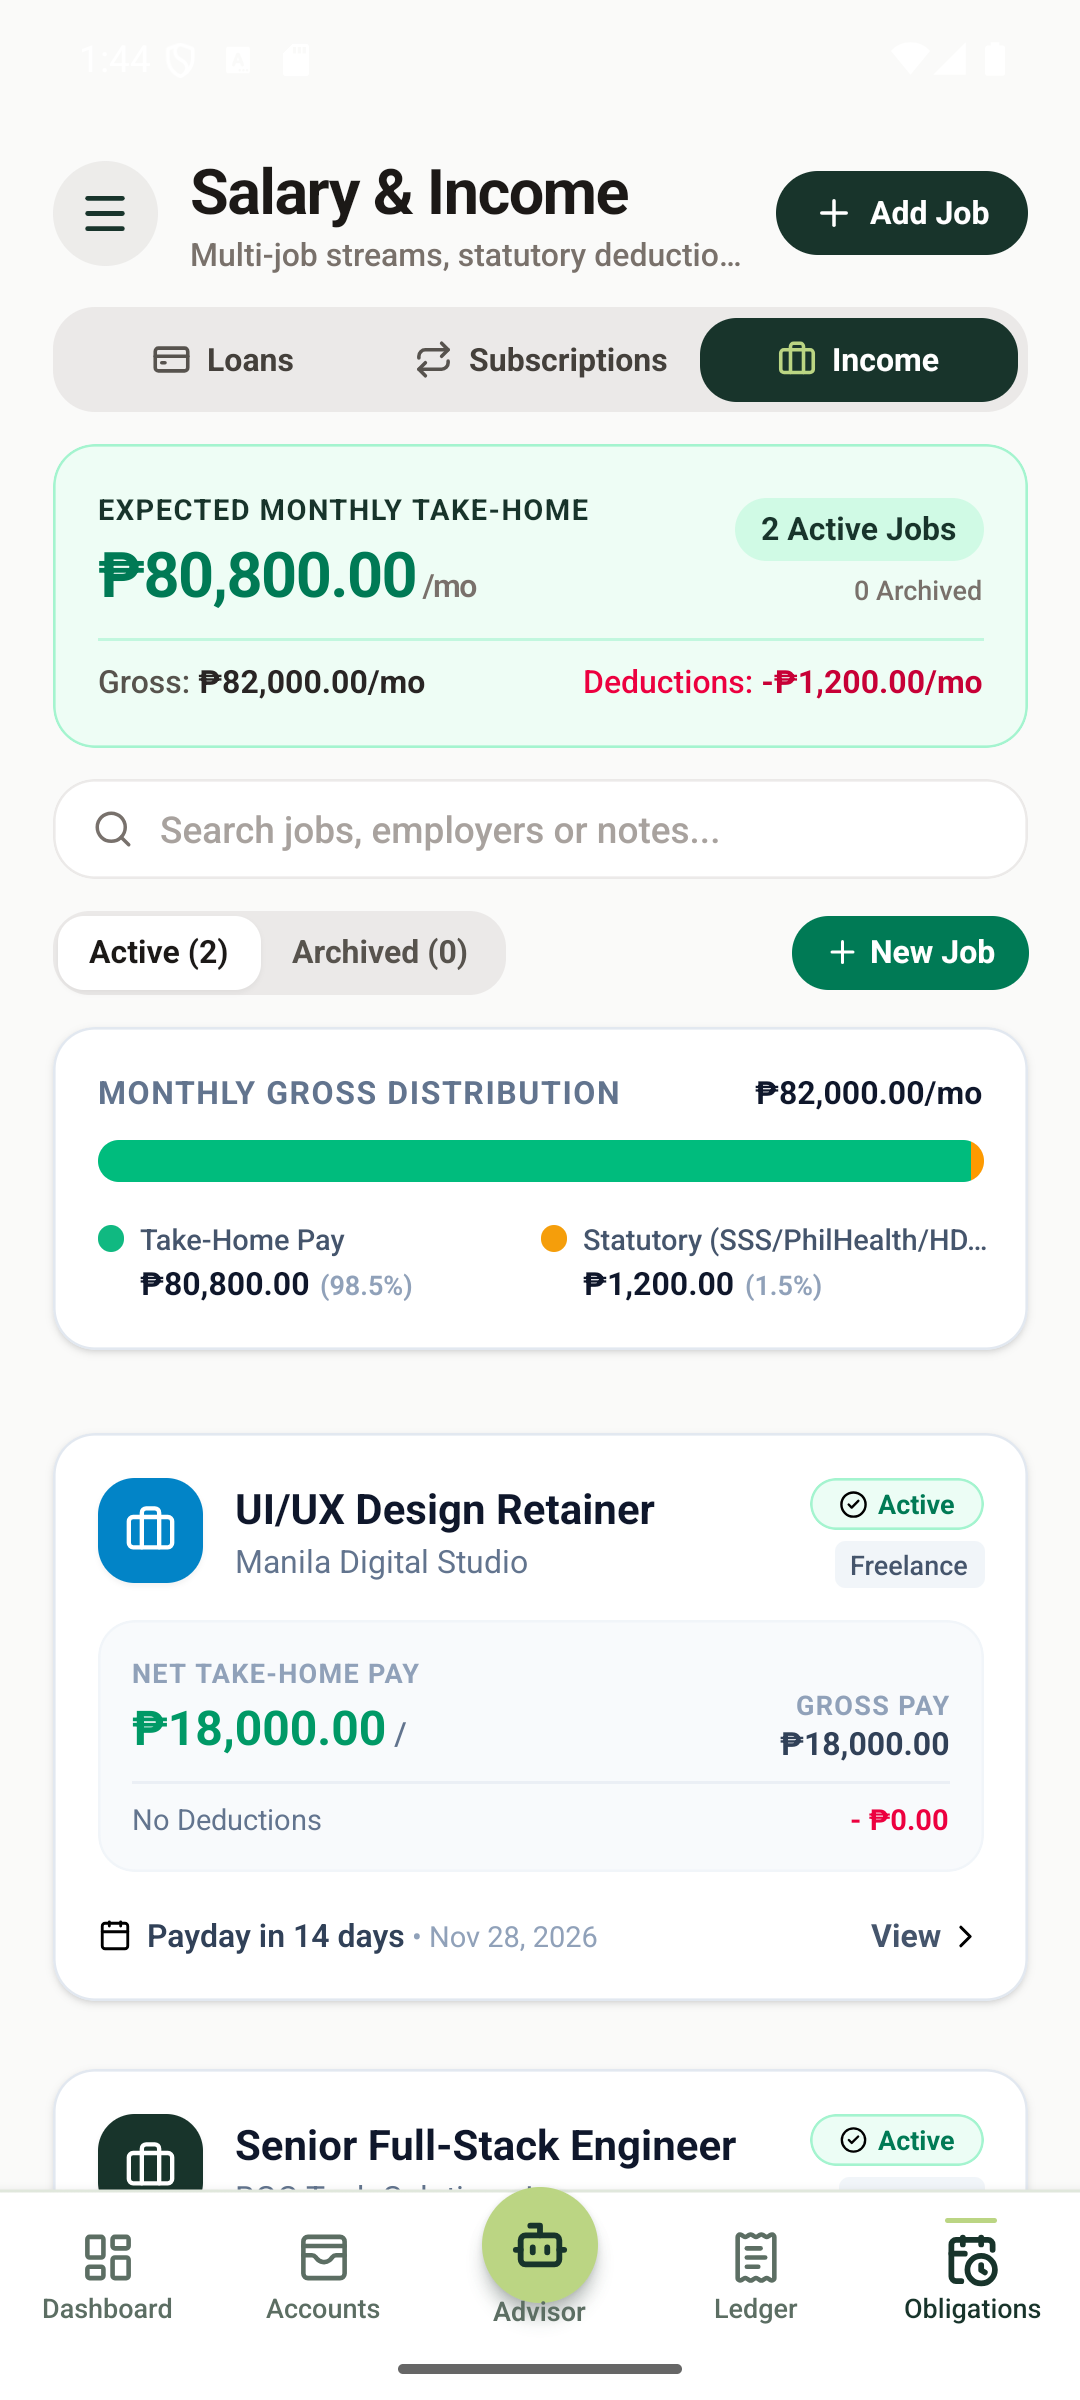 1:44
Salary & Income
Multi-job streams, statutory deductio...
Add Job
Loans
Subscriptions
Income
EXPECTED MONTHLY TAKE-HOME
₱80,800.00 /mo
2 Active Jobs
0 Archived
Gross: ₱82,000.00/mo
Deductions: -₱1,200.00/mo
Search jobs, employers or notes...
Active (2)
Archived (0)
New Job
MONTHLY GROSS DISTRIBUTION
₱82,000.00/mo
Take-Home Pay
₱80,800.00 (98.5%)
Statutory (SSS/PhilHealth/HD...
₱1,200.00 (1.5%)
UI/UX Design Retainer
Manila Digital Studio
Active
Freelance
NET TAKE-HOME PAY
₱18,000.00 /
GROSS PAY
₱18,000.00
No Deductions
- ₱0.00
Payday in 14 days • Nov 28, 2026
View
Senior Full-Stack Engineer
Active
Dashboard
Accounts
Advisor
Ledger
Obligations